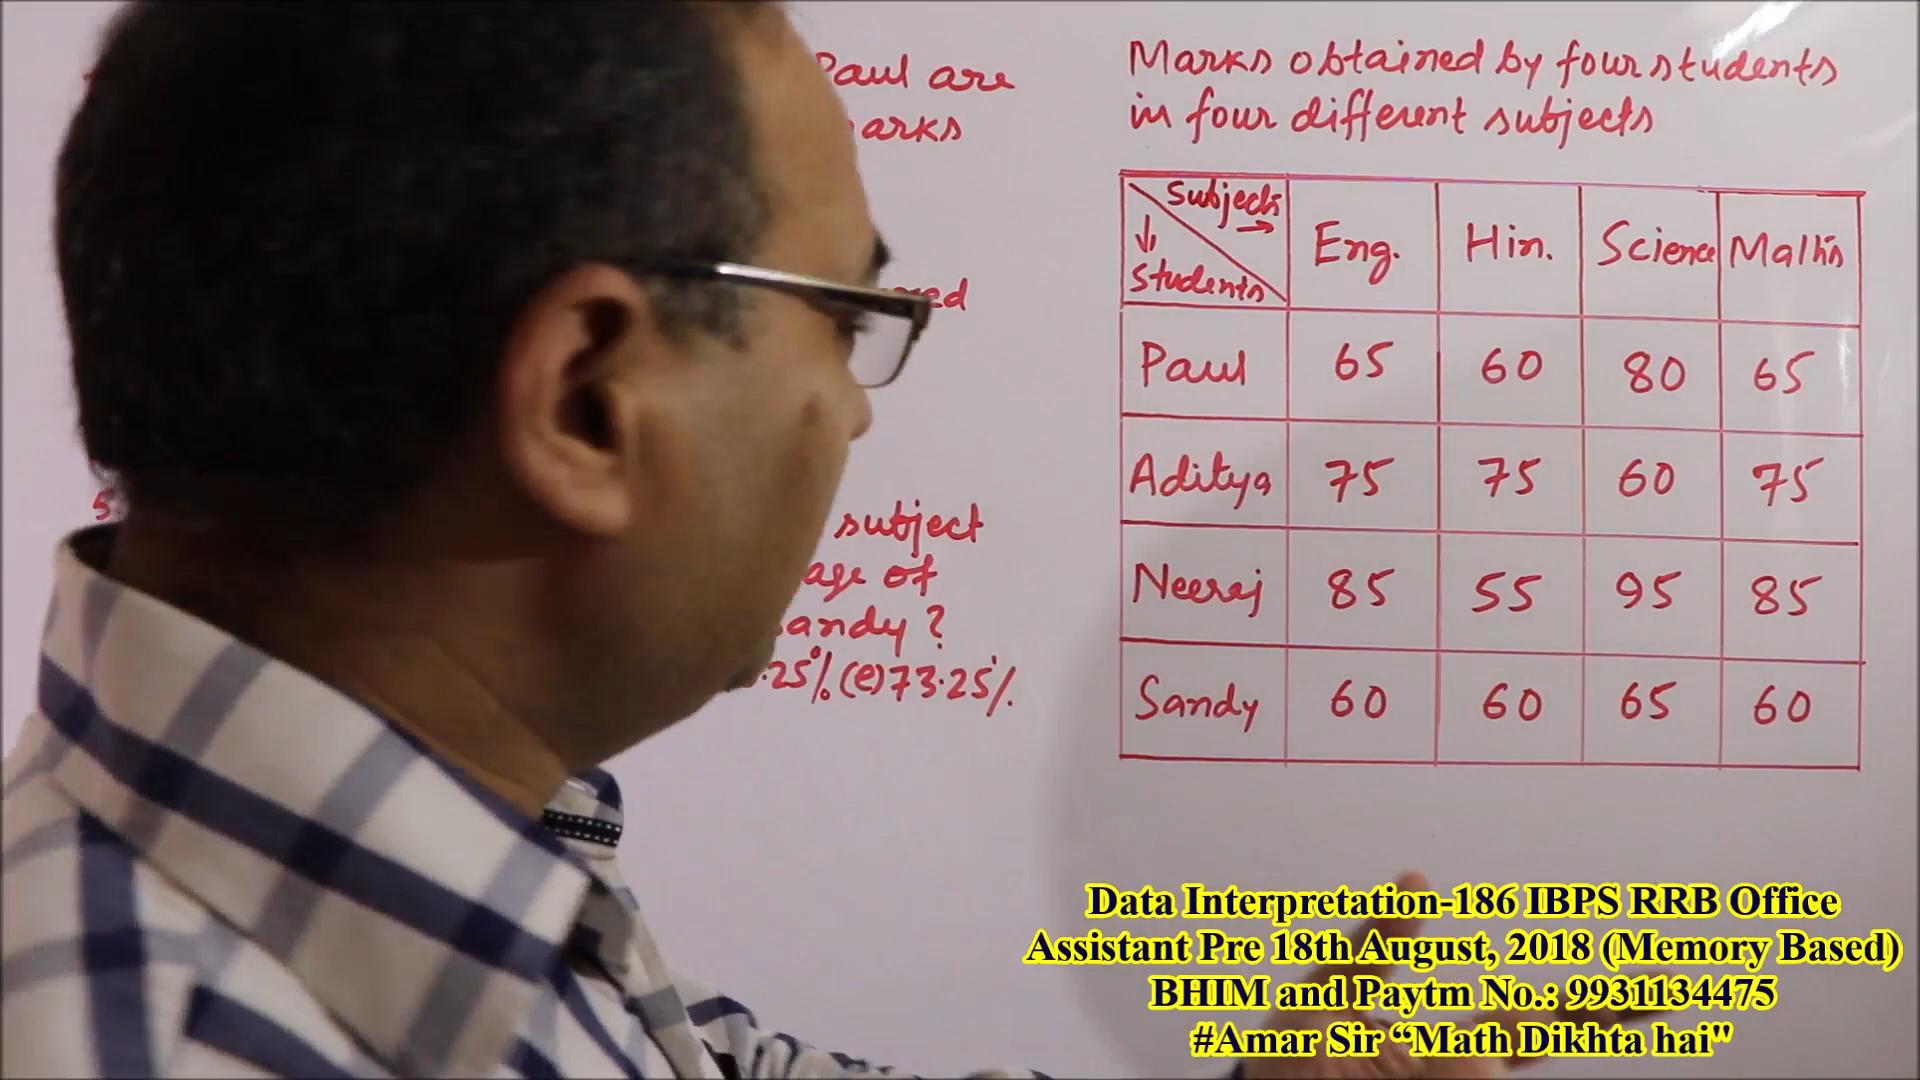 Paul are
arks
ed
5
subject
age of
andy?
.25% (e) 73.25%.
Marks obtained by four students
in four different subjects
Subjects →
↓
Students
Eng. Hin. Science Maths
Paul 65 60 80 65
Aditya 75 75 60 75
Neeraj 85 55 95 85
Sandy 60 60 65 60
Data Interpretation-186 IBPS RRB Office
Assistant Pre 18th August, 2018 (Memory Based)
BHIM and Paytm No.: 9931134475
#Amar Sir “Math Dikhta hai"